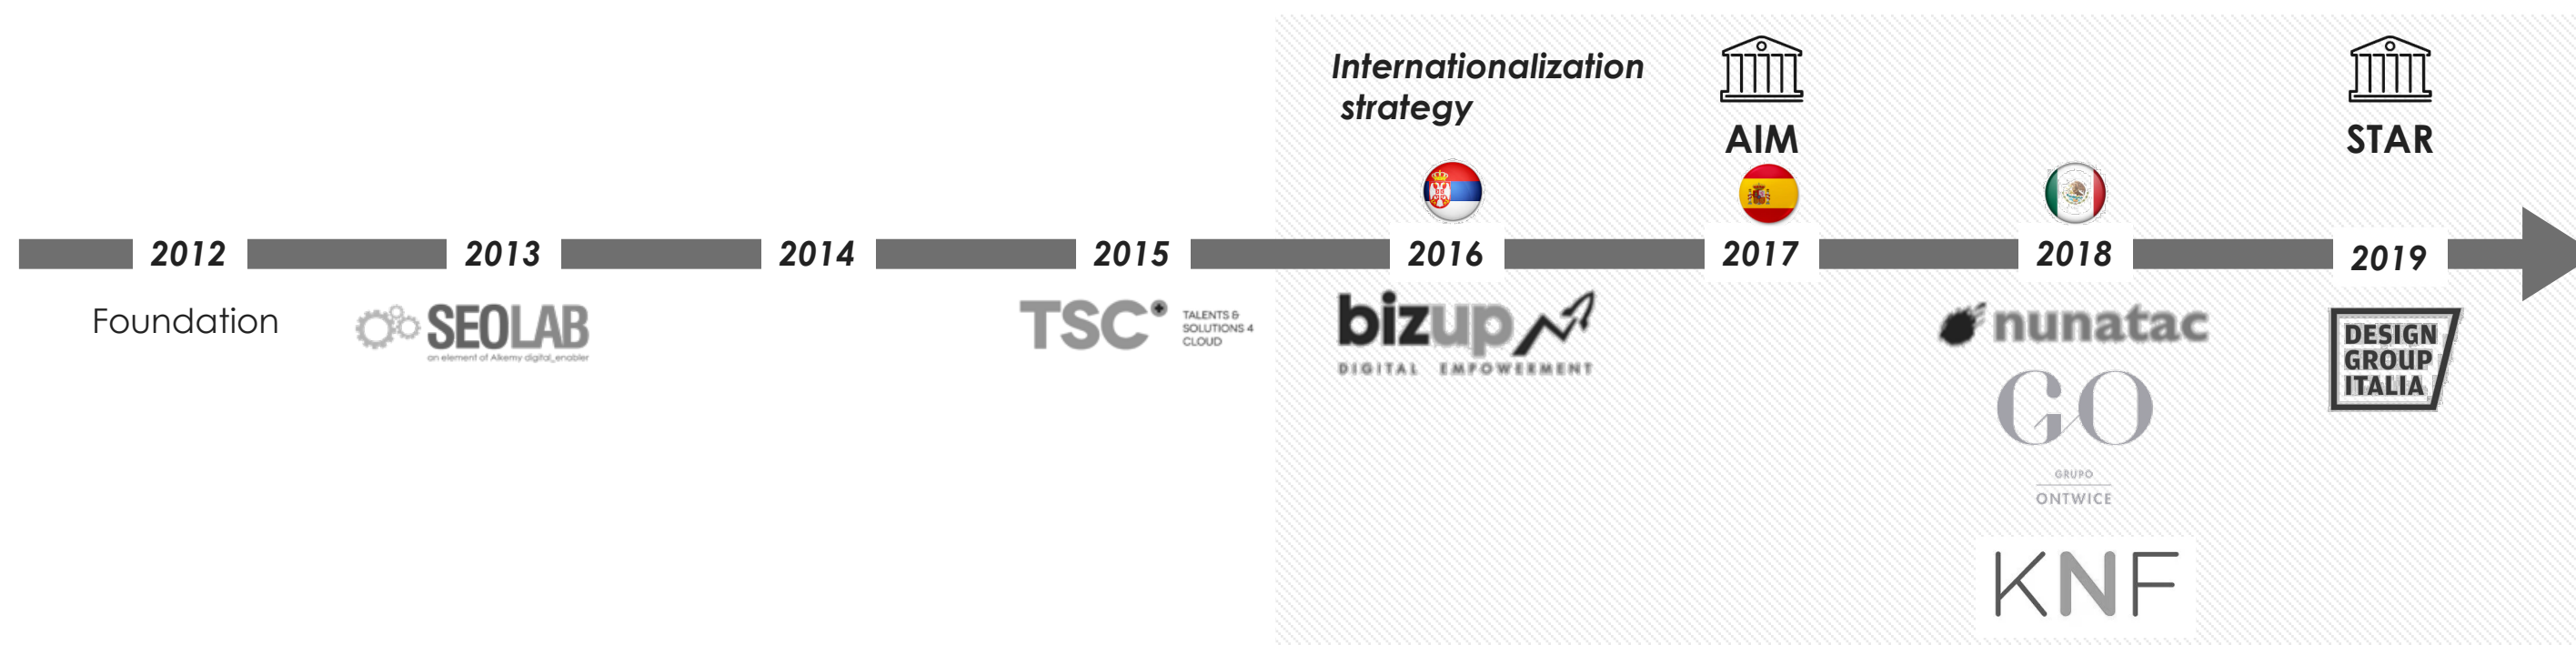 Internationalization
strategy
AIM
STAR
2012
2013
2014
2015
2016
2017
2018
2019
Foundation
SEOLAB
an element of Alkemy digital_enabler
TSC
TALENTS &
SOLUTIONS 4
CLOUD
bizup
DIGITAL EMPOWERMENT
nunatac
GO
GRUPO
ONTWICE
KNF
DESIGN
GROUP
ITALIA